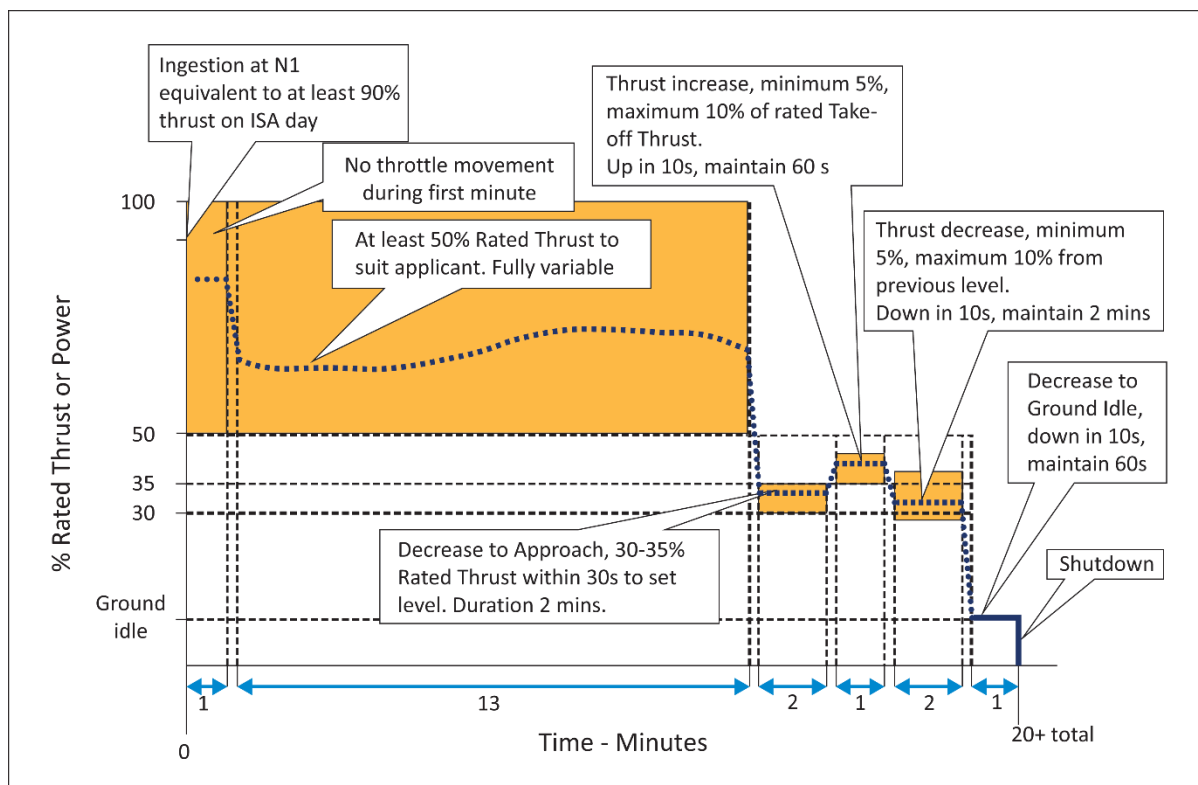 Ingestion at N1
equivalent to at least 90%
thrust on ISA day
No throttle movement
during first minute
At least 50% Rated Thrust to
suit applicant. Fully variable
Thrust increase, minimum 5%,
maximum 10% of rated Take-
off Thrust.
Up in 10s, maintain 60 s
Thrust decrease, minimum
5%, maximum 10% from
previous level.
Down in 10s, maintain 2 mins
Decrease to
Ground Idle,
down in 10s,
maintain 60s
Decrease to Approach, 30-35%
Rated Thrust within 30s to set
level. Duration 2 mins.
Shutdown
% Rated Thrust or Power
100
50
35
30
Ground
idle
1
13
2
1
2
1
0
Time - Minutes
20+ total